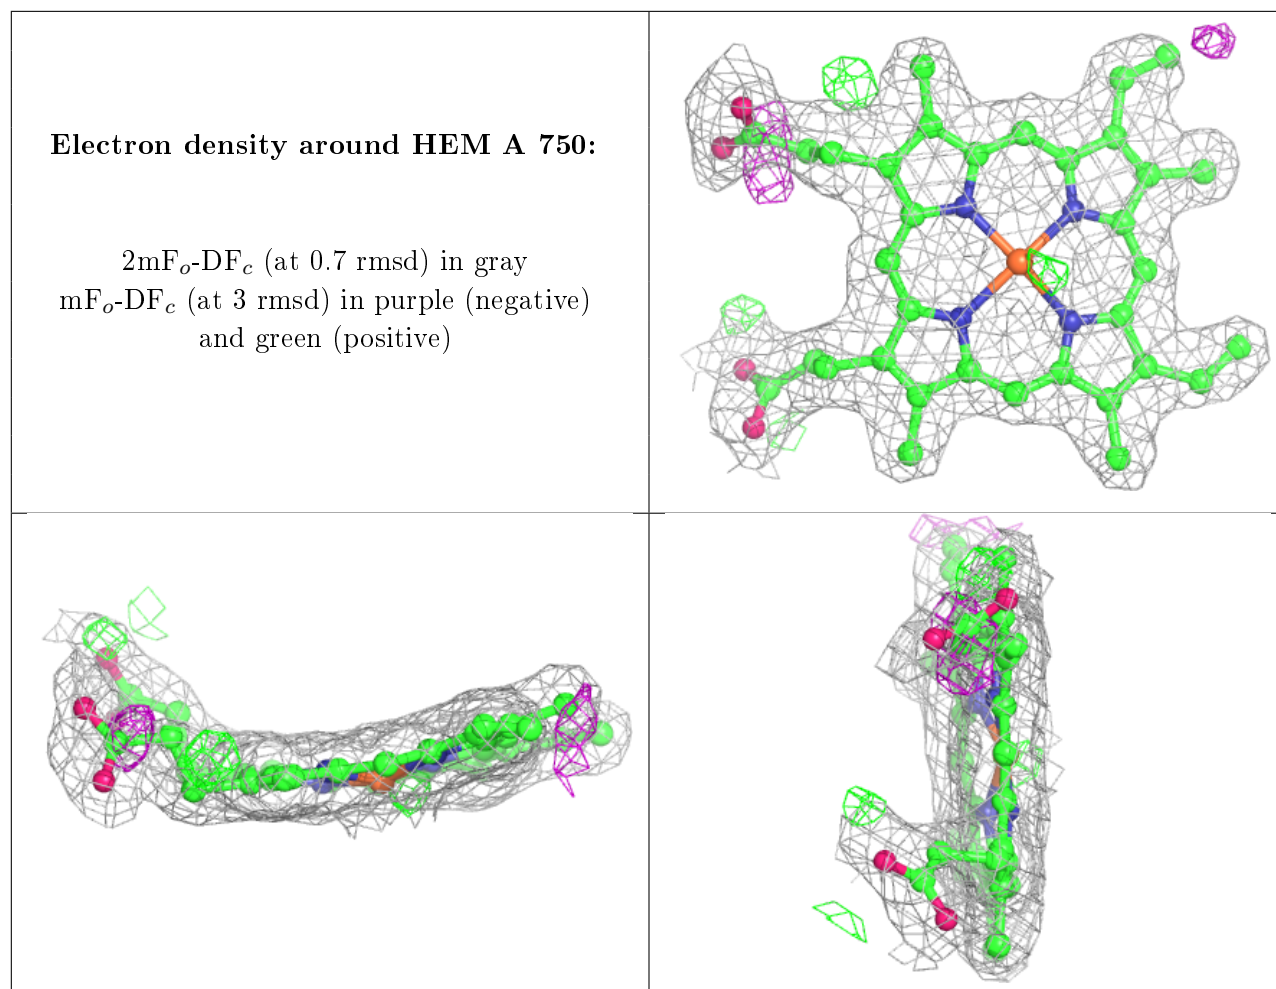 Electron density around HEM A 750:
2mFₒ-DF𝒸 (at 0.7 rmsd) in gray
mFₒ-DF𝒸 (at 3 rmsd) in purple (negative)
and green (positive)